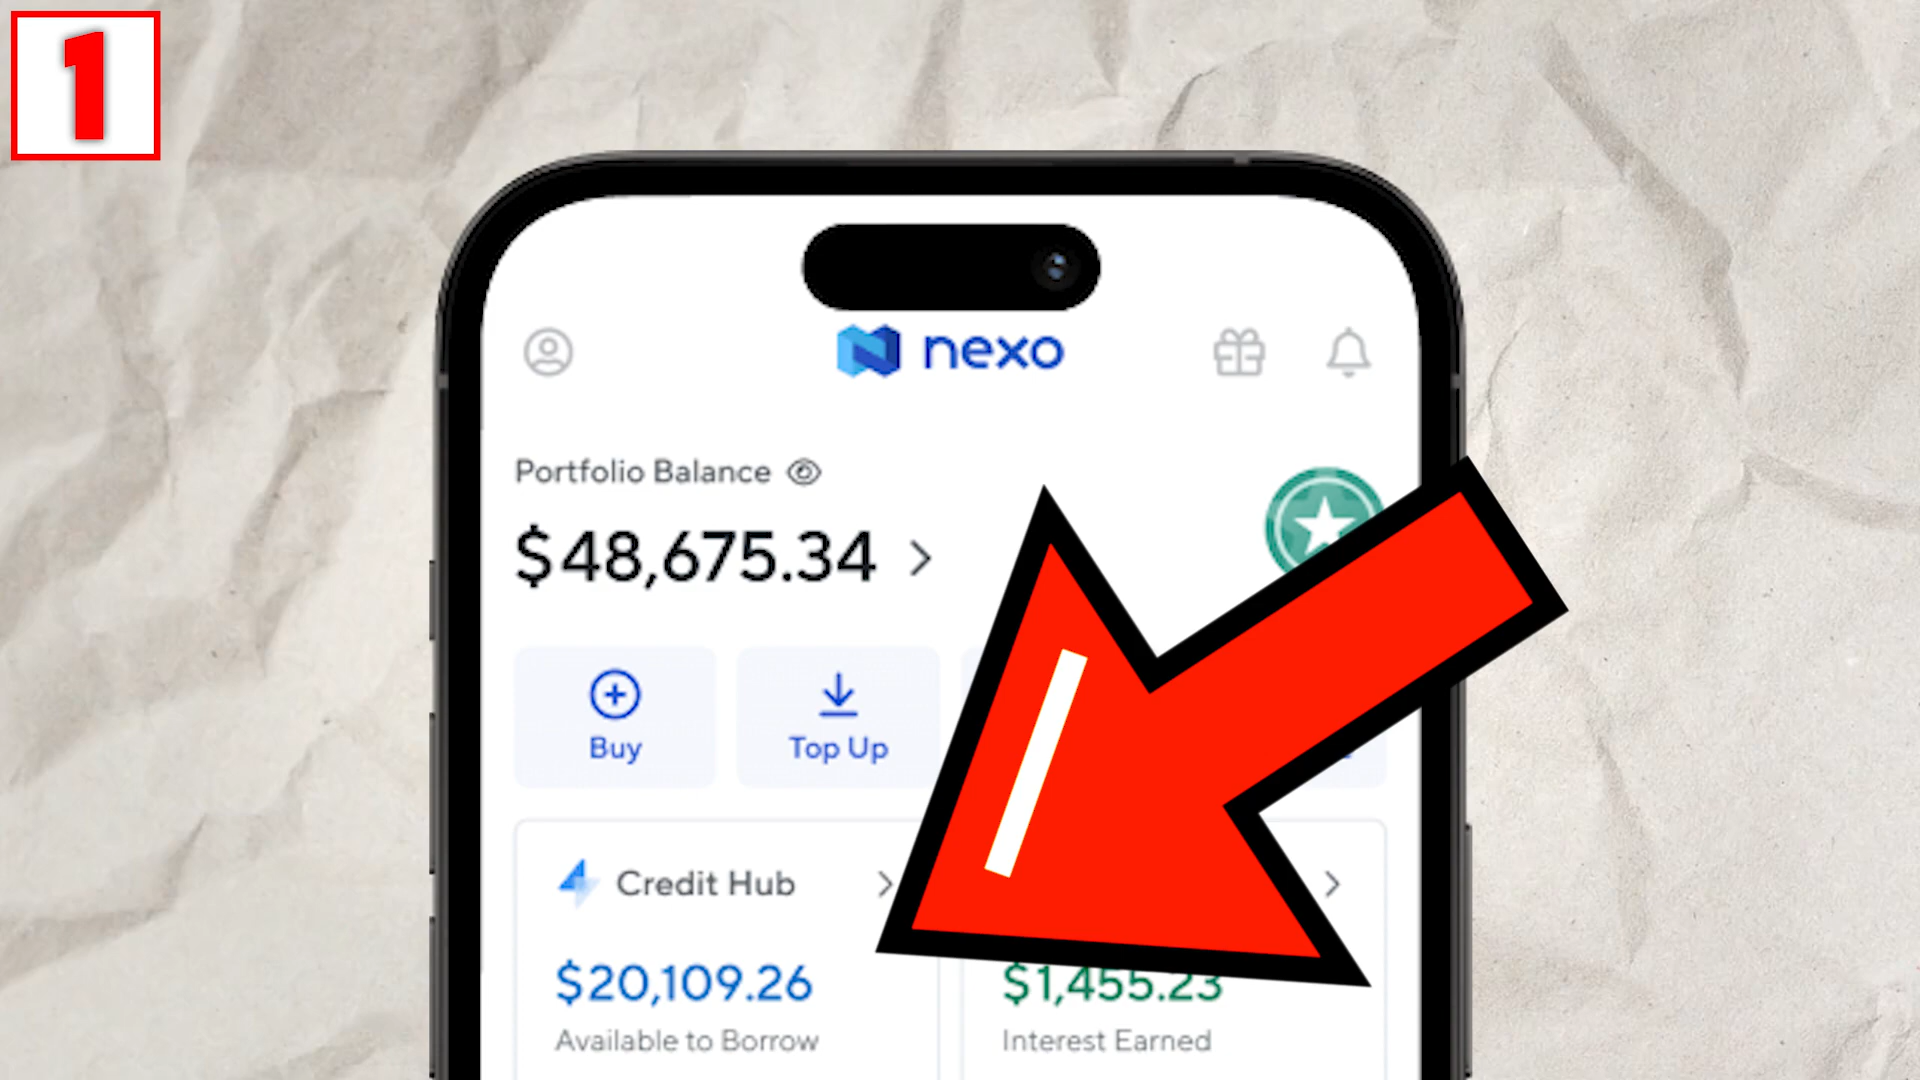 1
nexo
Portfolio Balance
$48,675.34
Buy
Top Up
Credit Hub
$20,109.26
$1,455.23
Available to Borrow
Interest Earned